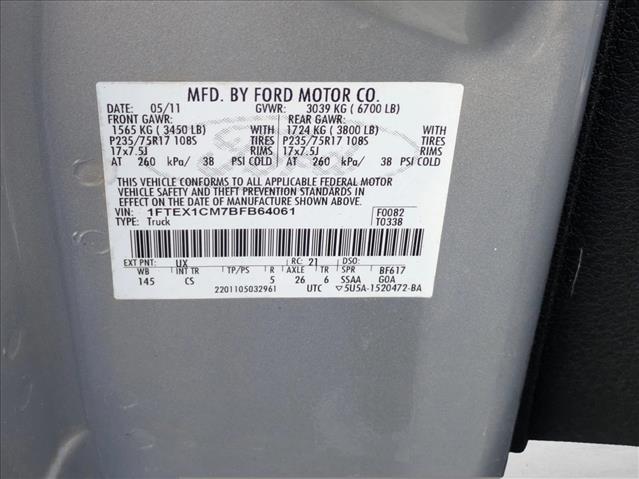 MFD. BY FORD MOTOR CO.
DATE: 05/11 GVWR: 3039 KG ( 6700 LB)
FRONT GAWR: REAR GAWR:
1565 KG ( 3450 LB) WITH 1724 KG ( 3800 LB) WITH
P235/75R17 108S TIRES P235/75R17 108S TIRES
17x7.5J RIMS 17x7.5J RIMS
AT 260 kPa/ 38 PSI COLD AT 260 kPa/ 38 PSI COLD
THIS VEHICLE CONFORMS TO ALL APPLICABLE FEDERAL MOTOR
VEHICLE SAFETY AND THEFT PREVENTION STANDARDS IN
EFFECT ON THE DATE OF MANUFACTURE SHOWN ABOVE.
VIN: 1FTEX1CM7BFB64061 F0082
TYPE: Truck T0338
EXT PNT: UX RC: 21 DSO:
WB INT TR TP/PS R AXLE TR SPR BF617
145 CS 5 26 6 SSAA GOA
2201105032961 UTC ▽5U5A-1520472-BA